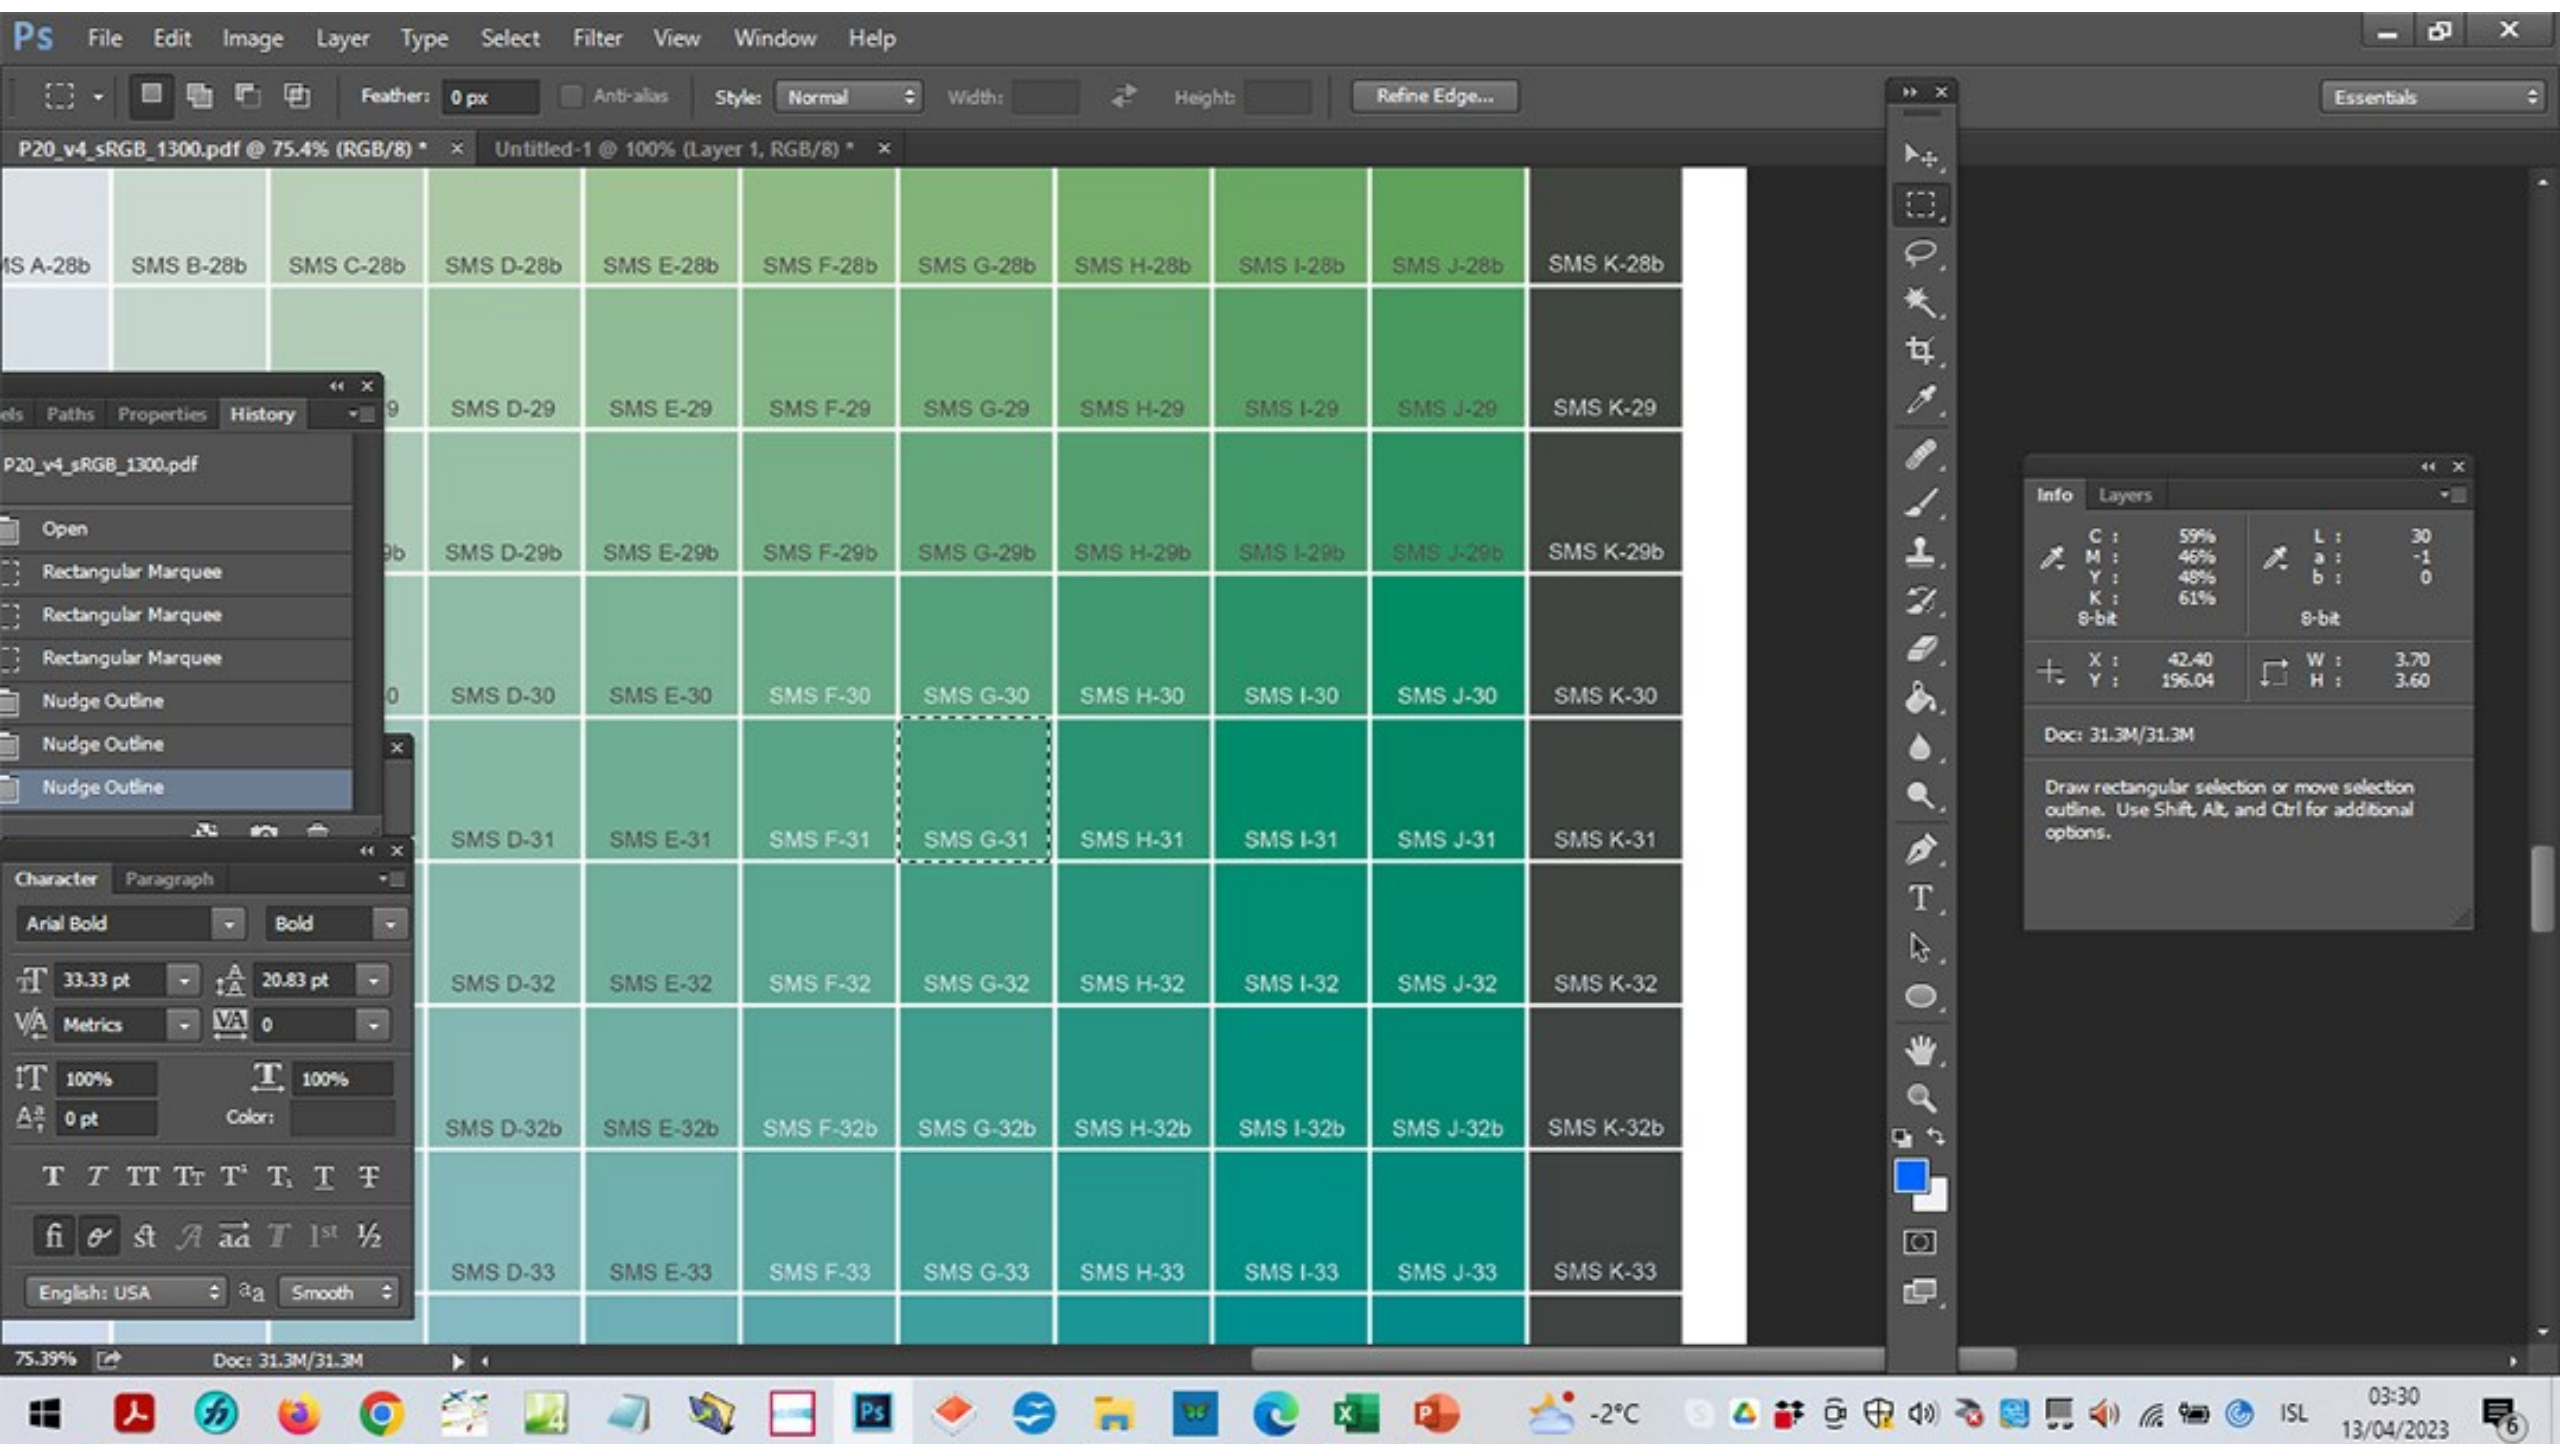 Ps File Edit Image Layer Type Select Filter View Window Help
Feather: 0 px Anti-alias Style: Normal Width: Height: Refine Edge... Essentials
P20_v4_sRGB_1300.pdf @ 75.4% (RGB/8) * × Untitled-1 @ 100% (Layer 1, RGB/8) * ×
MS A-28b SMS B-28b SMS C-28b SMS D-28b SMS E-28b SMS F-28b SMS G-28b SMS H-28b SMS I-28b SMS J-28b SMS K-28b
9 SMS D-29 SMS E-29 SMS F-29 SMS G-29 SMS H-29 SMS I-29 SMS J-29 SMS K-29
9b SMS D-29b SMS E-29b SMS F-29b SMS G-29b SMS H-29b SMS I-29b SMS J-29b SMS K-29b
0 SMS D-30 SMS E-30 SMS F-30 SMS G-30 SMS H-30 SMS I-30 SMS J-30 SMS K-30
SMS D-31 SMS E-31 SMS F-31 SMS G-31 SMS H-31 SMS I-31 SMS J-31 SMS K-31
SMS D-32 SMS E-32 SMS F-32 SMS G-32 SMS H-32 SMS I-32 SMS J-32 SMS K-32
SMS D-32b SMS E-32b SMS F-32b SMS G-32b SMS H-32b SMS I-32b SMS J-32b SMS K-32b
SMS D-33 SMS E-33 SMS F-33 SMS G-33 SMS H-33 SMS I-33 SMS J-33 SMS K-33
els Paths Properties History
P20_v4_sRGB_1300.pdf
Open
Rectangular Marquee
Rectangular Marquee
Rectangular Marquee
Nudge Outline
Nudge Outline
Nudge Outline
Character Paragraph
Arial Bold Bold
33.33 pt 20.83 pt
Metrics 0
100% 100%
0 pt Color:
English: USA aa Smooth
Info Layers
C : 59% L : 30
M : 46% a : -1
Y : 48% b : 0
K : 61%
8-bit 8-bit
X : 42.40 W : 3.70
Y : 196.04 H : 3.60
Doc: 31.3M/31.3M
Draw rectangular selection or move selection
outline. Use Shift, Alt, and Ctrl for additional
options.
75.39% Doc: 31.3M/31.3M
Ps -2°C ISL 03:30
13/04/2023 6